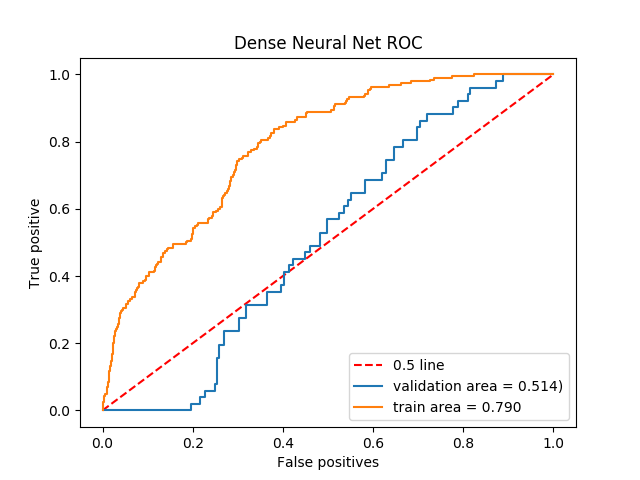 Dense Neural Net ROC
1.0
0.8
0.6
0.4
0.2
0.0
True positive
0.0 0.2 0.4 0.6 0.8 1.0
False positives
0.5 line
validation area = 0.514)
train area = 0.790